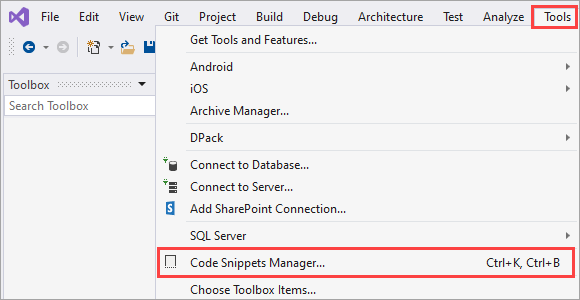 File Edit View Git Project Build Debug Architecture Test Analyze Tools
Get Tools and Features...
Toolbox
Android
Search Toolbox
iOS
Archive Manager...
DPack
Connect to Database...
Connect to Server...
Add SharePoint Connection...
SQL Server
Code Snippets Manager... Ctrl+K, Ctrl+B
Choose Toolbox Items...